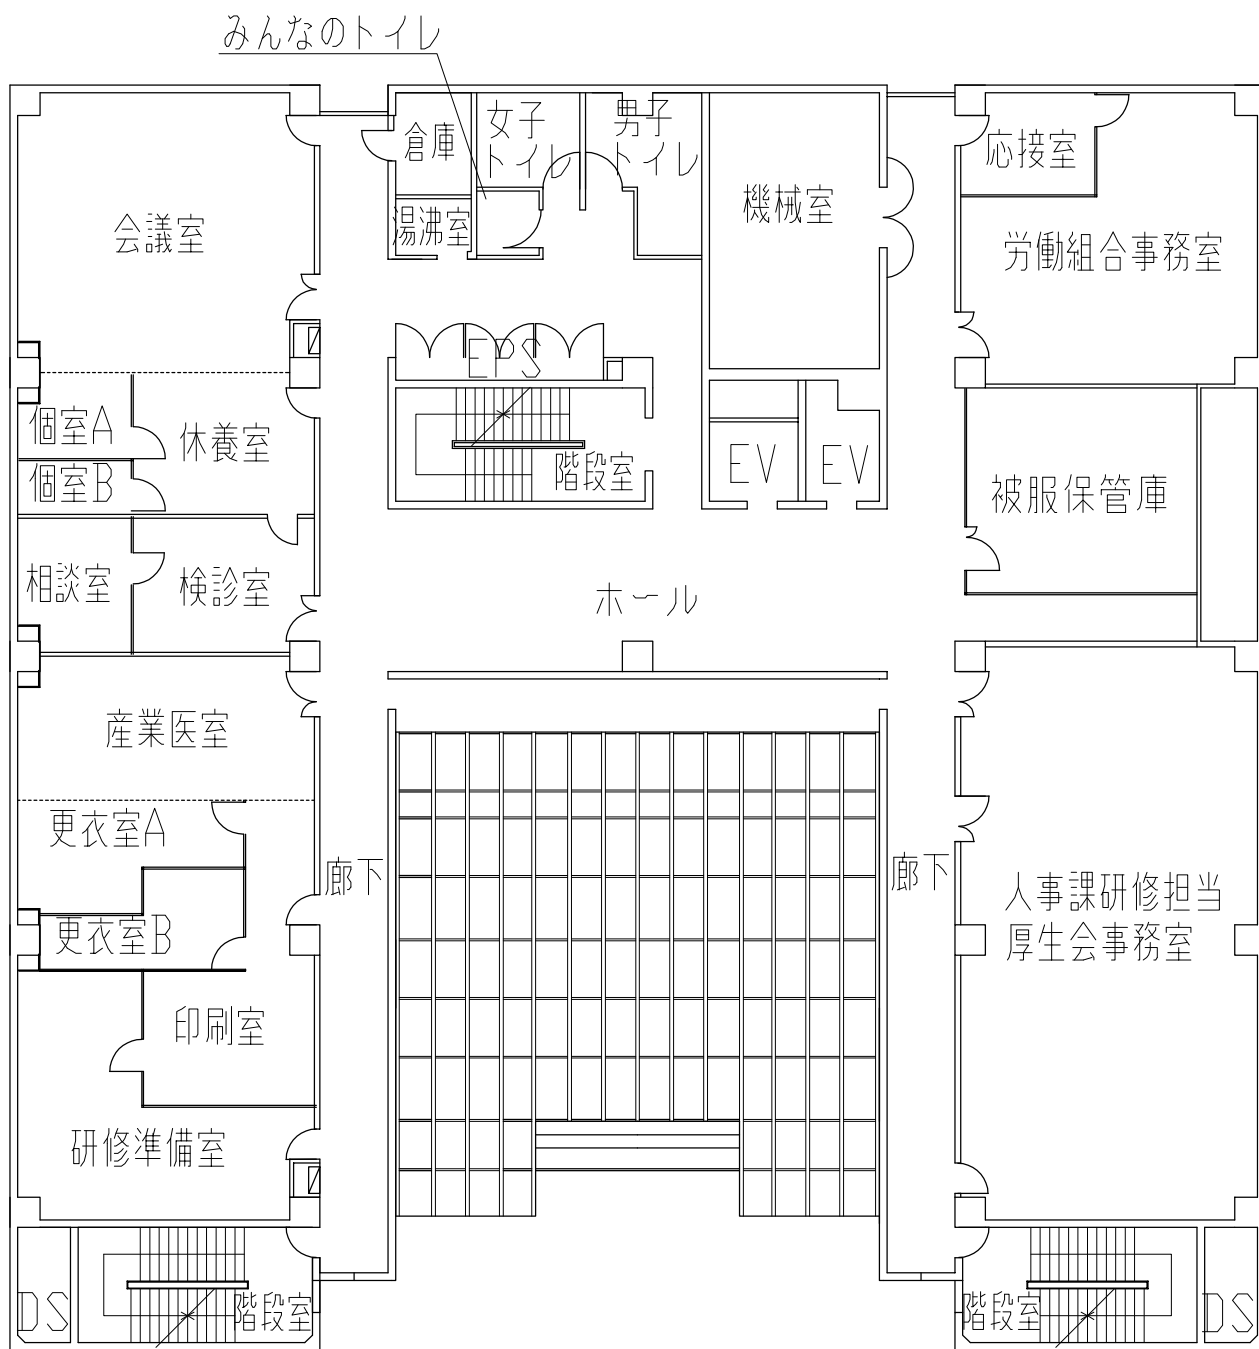 みんなのトイレ
倉庫
女子
トイレ
男子
トイレ
応接室
会議室
湯沸室
機械室
労働組合事務室
EPS
個室A
休養室
階段室
EV
EV
個室B
被服保管庫
相談室
検診室
ホール
産業医室
更衣室A
廊下
廊下
人事課研修担当
厚生会事務室
更衣室B
印刷室
研修準備室
DS
階段室
階段室
DS